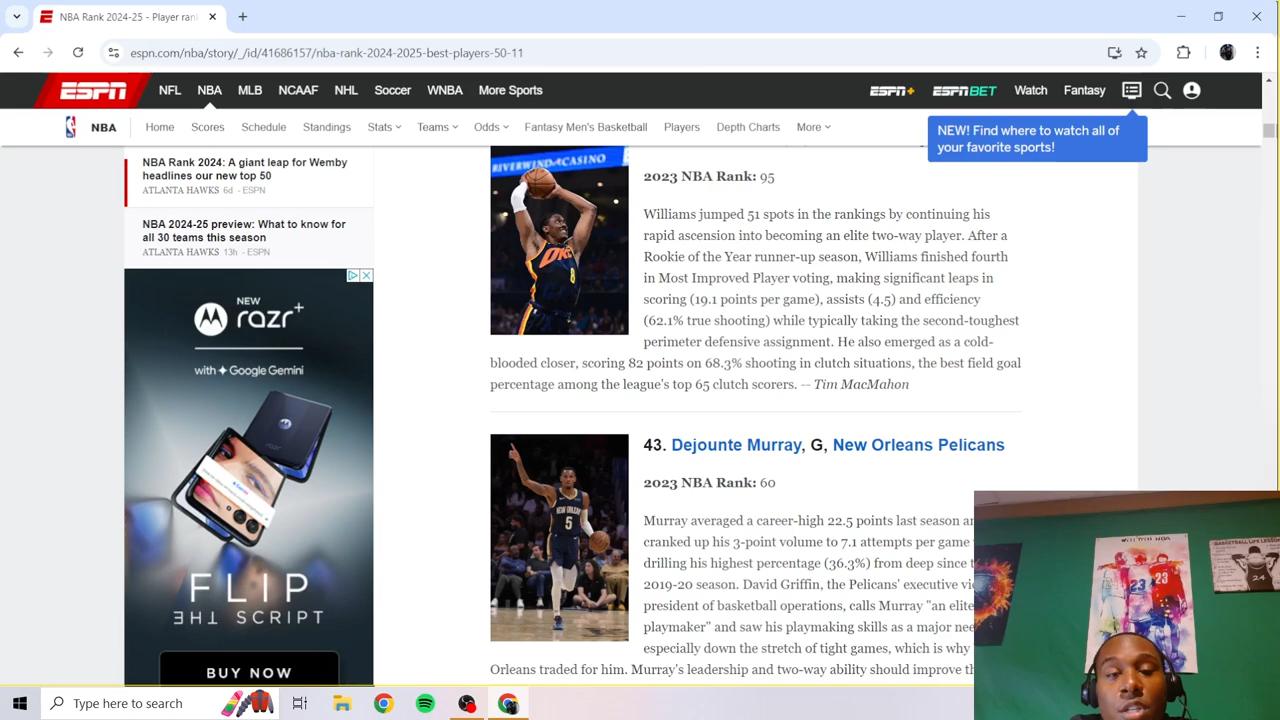 NBA Rank 2024-25 - Player ran
espn.com/nba/story/_/id/41686157/nba-rank-2024-2025-best-players-50-11
ESPN NFL NBA MLB NCAAF NHL Soccer WNBA More Sports ESPN+ ESPN BET Watch Fantasy
NBA Home Scores Schedule Standings Stats Teams Odds Fantasy Men's Basketball Players Depth Charts More
NEW! Find where to watch all of
your favorite sports!
NBA Rank 2024: A giant leap for Wemby
headlines our new top 50
ATLANTA HAWKS 6d - ESPN
NBA 2024-25 preview: What to know for
all 30 teams this season
ATLANTA HAWKS 13h - ESPN
NEW
razr+
with Google Gemini
FLIP
THE SCRIPT
BUY NOW
RIVERWIND CASINO
OKC
8
2023 NBA Rank: 95
Williams jumped 51 spots in the rankings by continuing his
rapid ascension into becoming an elite two-way player. After a
Rookie of the Year runner-up season, Williams finished fourth
in Most Improved Player voting, making significant leaps in
scoring (19.1 points per game), assists (4.5) and efficiency
(62.1% true shooting) while typically taking the second-toughest
perimeter defensive assignment. He also emerged as a cold-
blooded closer, scoring 82 points on 68.3% shooting in clutch situations, the best field goal
percentage among the league's top 65 clutch scorers. -- Tim MacMahon
NEW ORLEANS
5
43. Dejounte Murray, G, New Orleans Pelicans
2023 NBA Rank: 60
Murray averaged a career-high 22.5 points last season an
cranked up his 3-point volume to 7.1 attempts per game
drilling his highest percentage (36.3%) from deep since t
2019-20 season. David Griffin, the Pelicans' executive vi
president of basketball operations, calls Murray "an elite
playmaker" and saw his playmaking skills as a major nee
especially down the stretch of tight games, which is why
Orleans traded for him. Murray's leadership and two-way ability should improve th
23 23
24
Type here to search